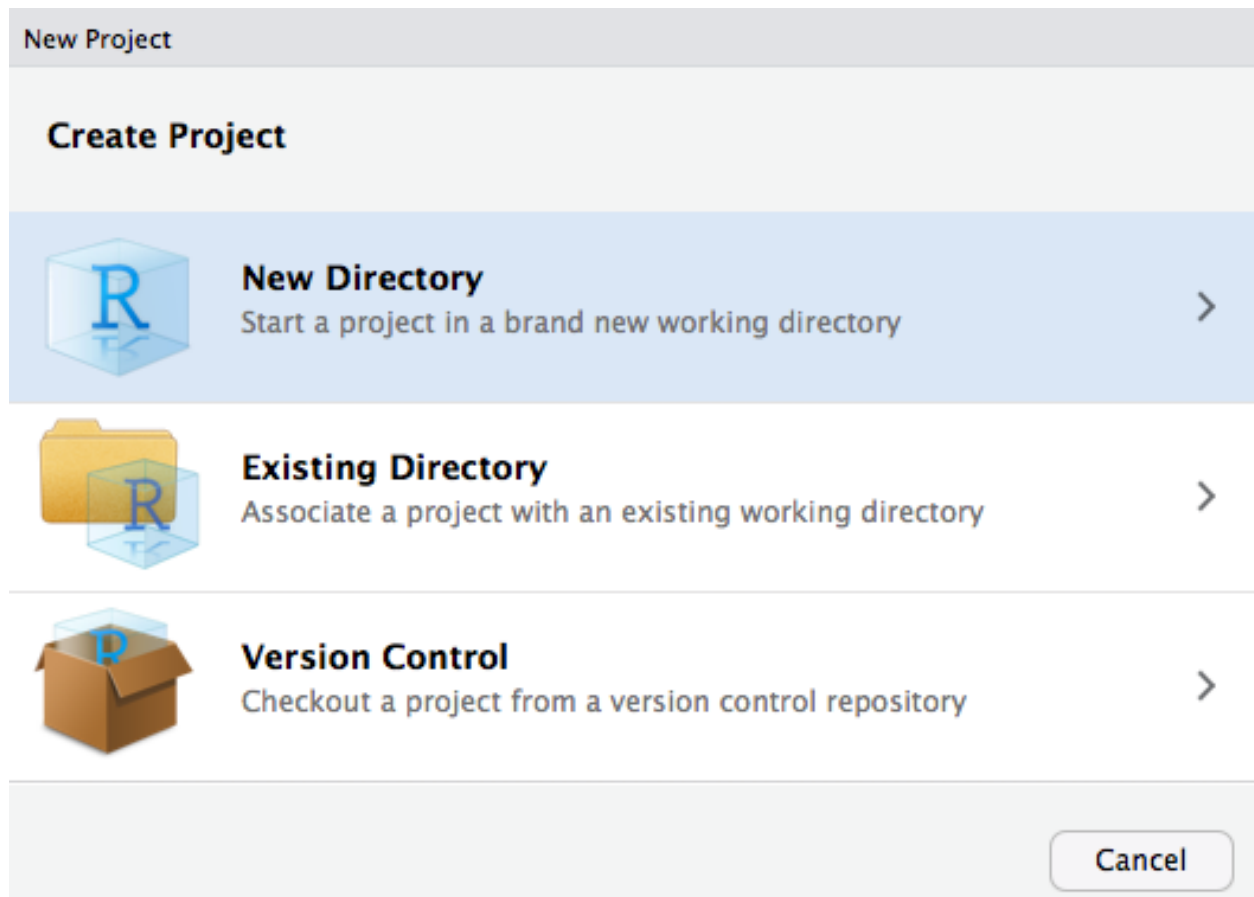 New Project
Create Project
R
New Directory
Start a project in a brand new working directory
R
Existing Directory
Associate a project with an existing working directory
R
Version Control
Checkout a project from a version control repository
Cancel